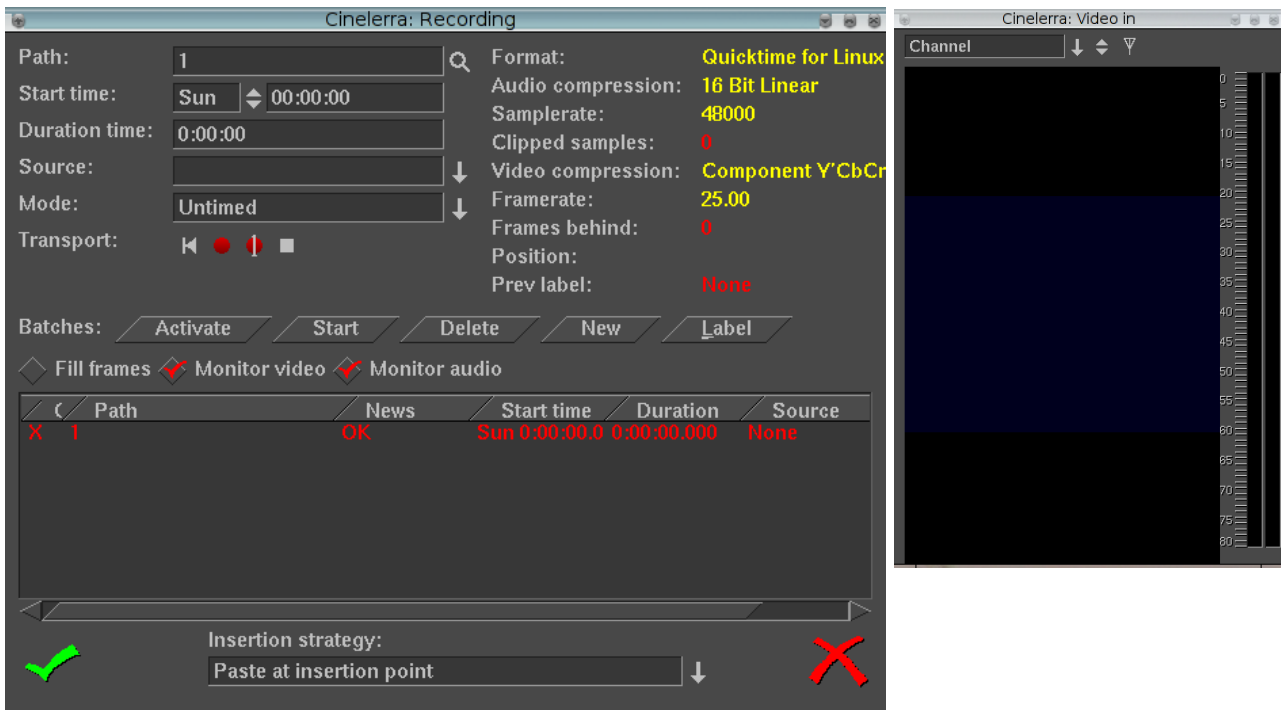 Cinelerra: Recording
Path: 1
Start time: Sun 00:00:00
Duration time: 0:00:00
Source:
Mode: Untimed
Transport:
Format: Quicktime for Linux
Audio compression: 16 Bit Linear
Samplerate: 48000
Clipped samples: 0
Video compression: Component Y'CbCr
Framerate: 25.00
Frames behind: 0
Position:
Prev label: None
Batches: Activate Start Delete New Label
Fill frames Monitor video Monitor audio
Path News Start time Duration Source
X 1 OK Sun 0:00:00.0 0:00:00.000 None
Insertion strategy:
Paste at insertion point
Cinelerra: Video in
Channel
0
5
10
15
20
25
30
35
40
45
50
55
60
65
70
75
80